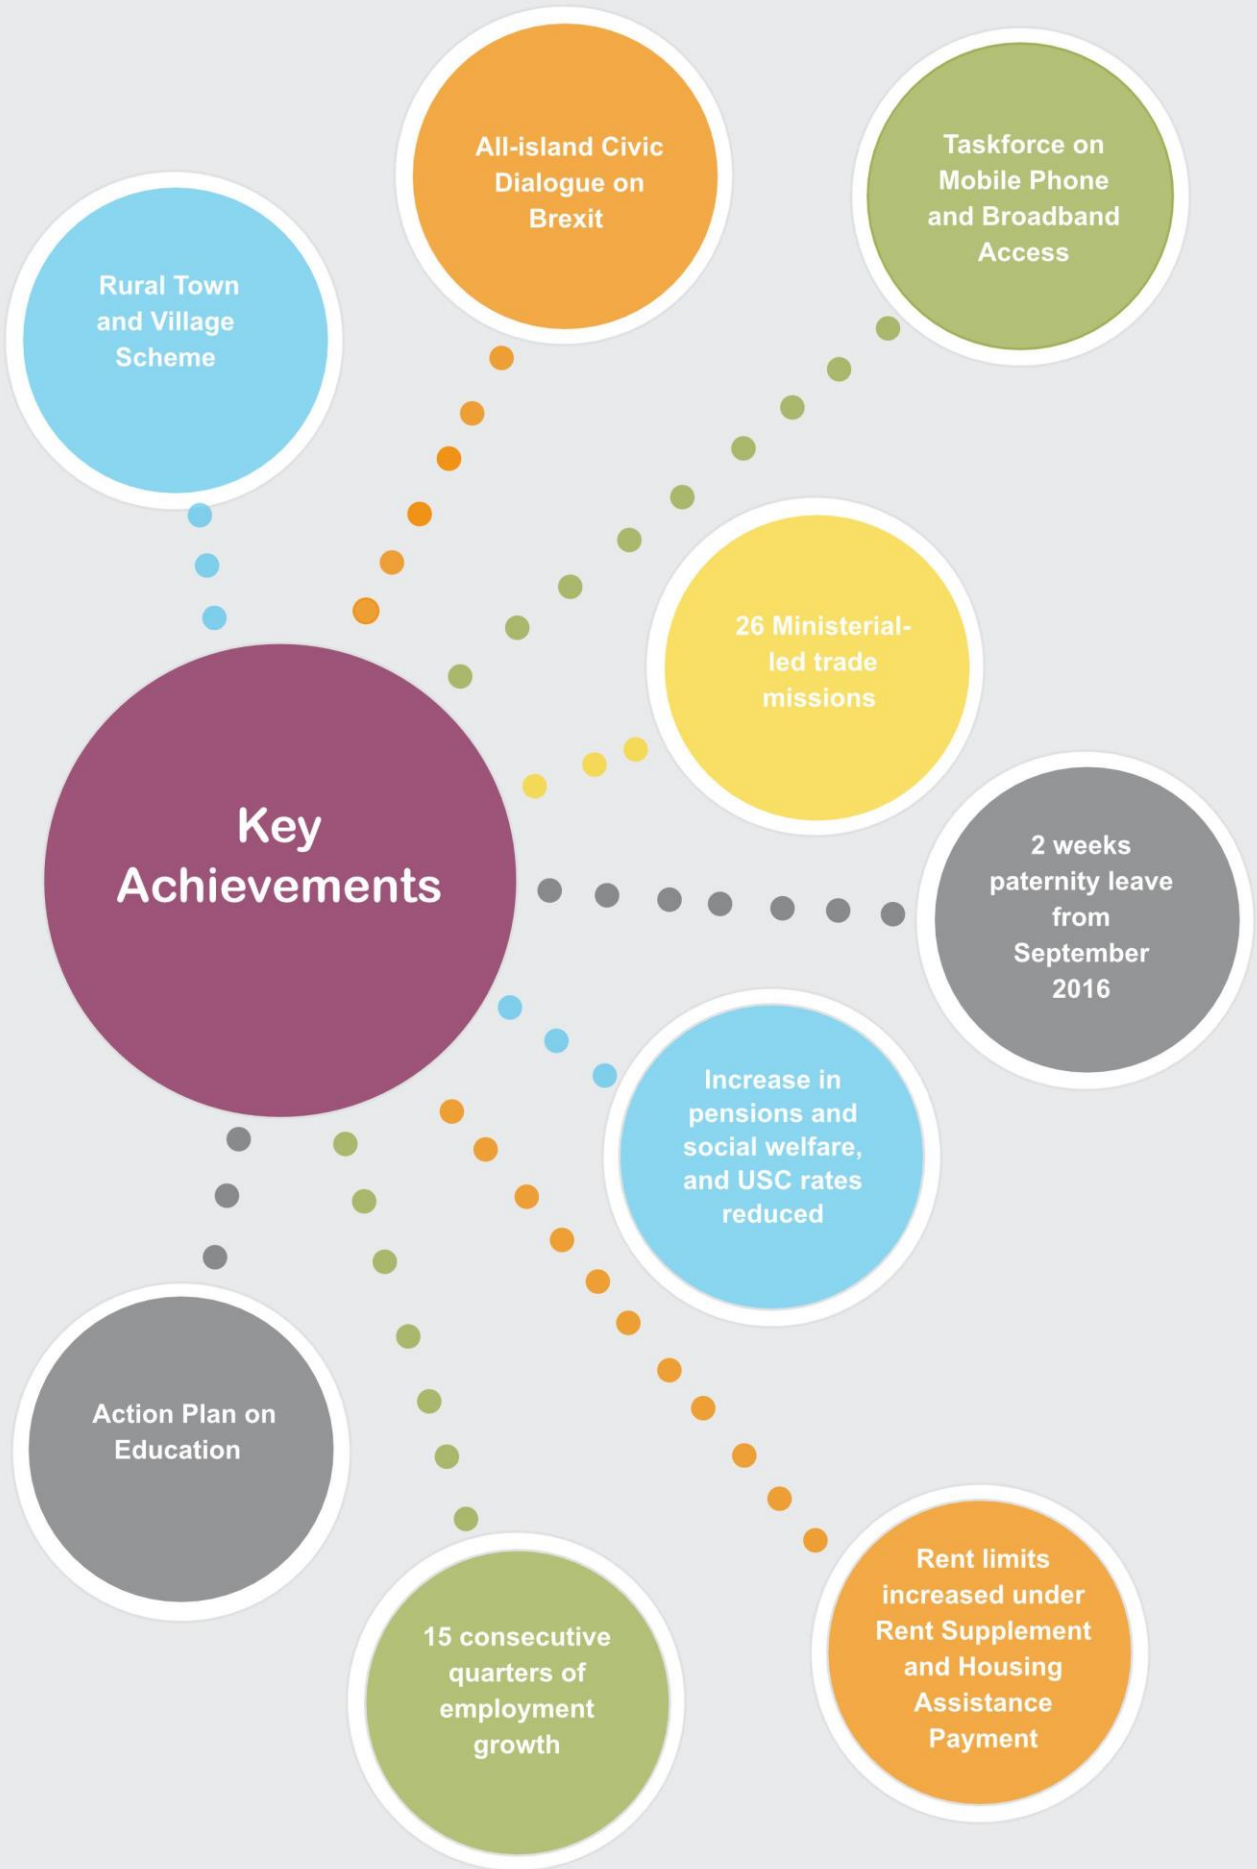 All-island Civic
Dialogue on
Brexit
Taskforce on
Mobile Phone
and Broadband
Access
Rural Town
and Village
Scheme
26 Ministerial-
led trade
missions
Key
Achievements
2 weeks
paternity leave
from
September
2016
Increase in
pensions and
social welfare,
and USC rates
reduced
Action Plan on
Education
15 consecutive
quarters of
employment
growth
Rent limits
increased under
Rent Supplement
and Housing
Assistance
Payment